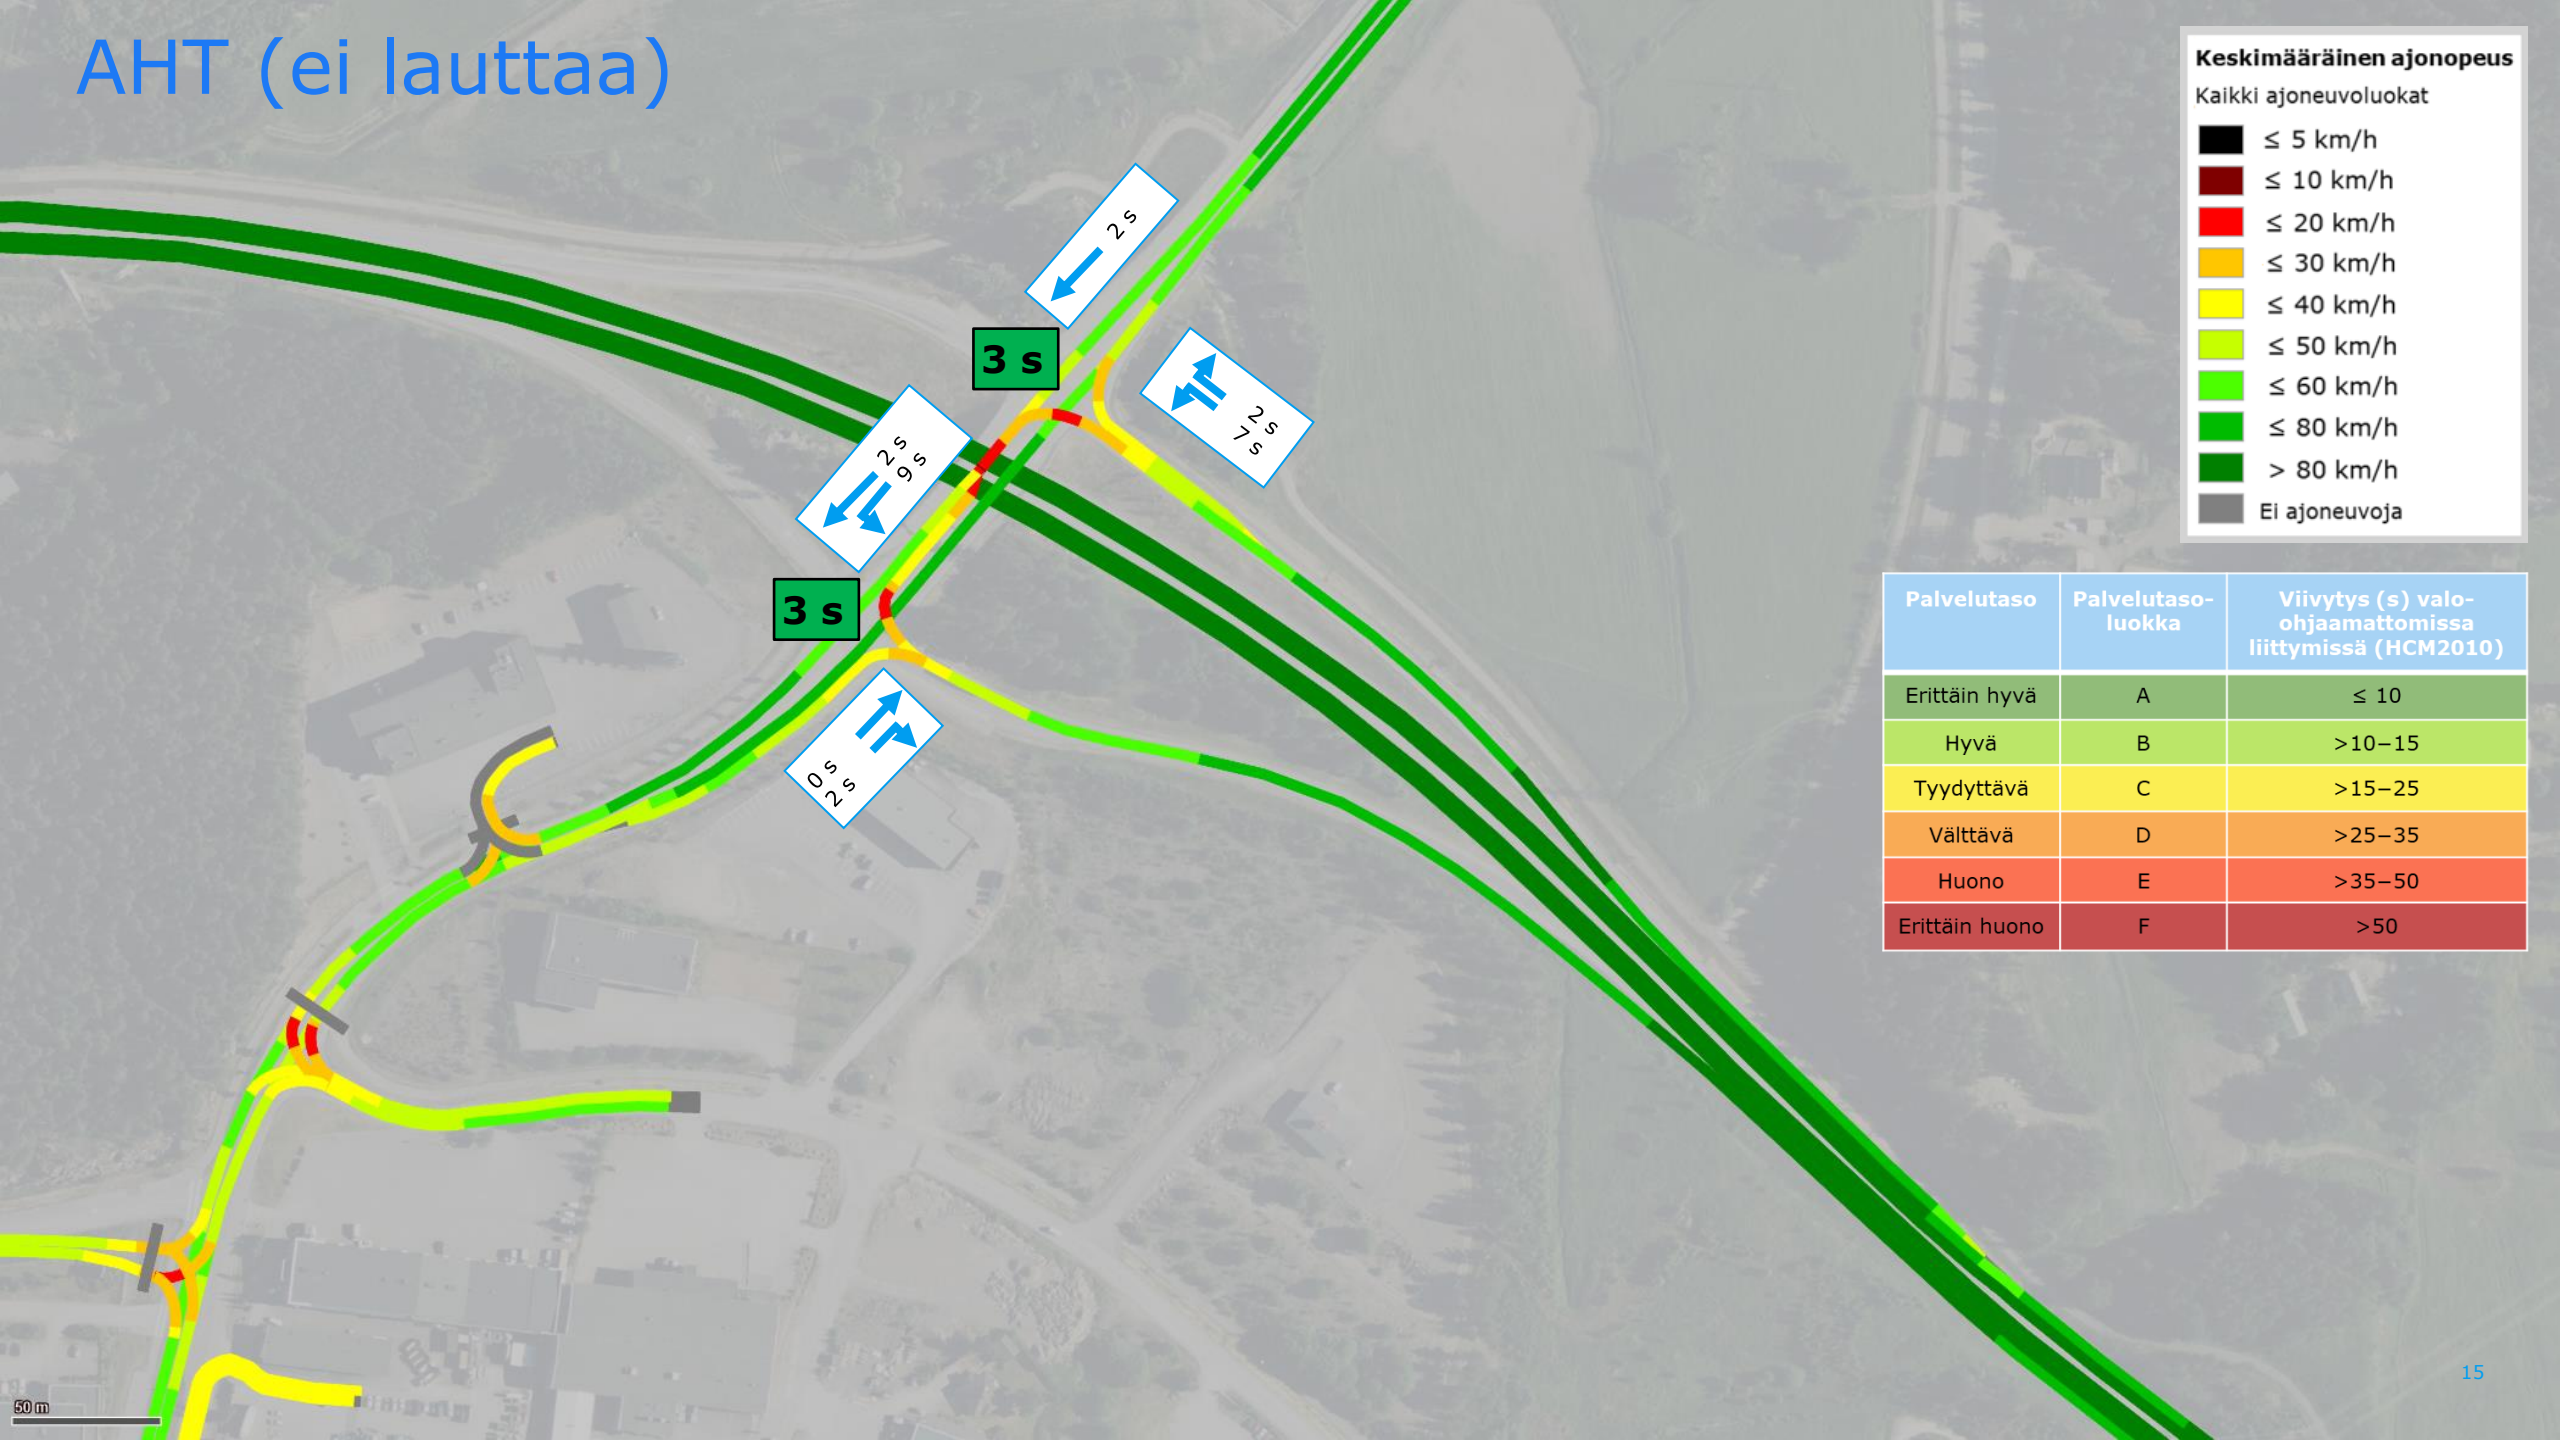 AHT (ei lauttaa)
Keskimääräinen ajonopeus
Kaikki ajoneuvoluokat
≤ 5 km/h
≤ 10 km/h
≤ 20 km/h
≤ 30 km/h
≤ 40 km/h
≤ 50 km/h
≤ 60 km/h
≤ 80 km/h
> 80 km/h
Ei ajoneuvoja
2 s
3 s
2 s
7 s
2 s
9 s
3 s
0 s
2 s
Palvelutaso Palvelutaso- Viivytys (s) valo-
luokka ohjaamattomissa
liittymissä (HCM2010)
Erittäin hyvä A ≤ 10
Hyvä B >10–15
Tyydyttävä C >15–25
Välttävä D >25–35
Huono E >35–50
Erittäin huono F >50
50 m
15